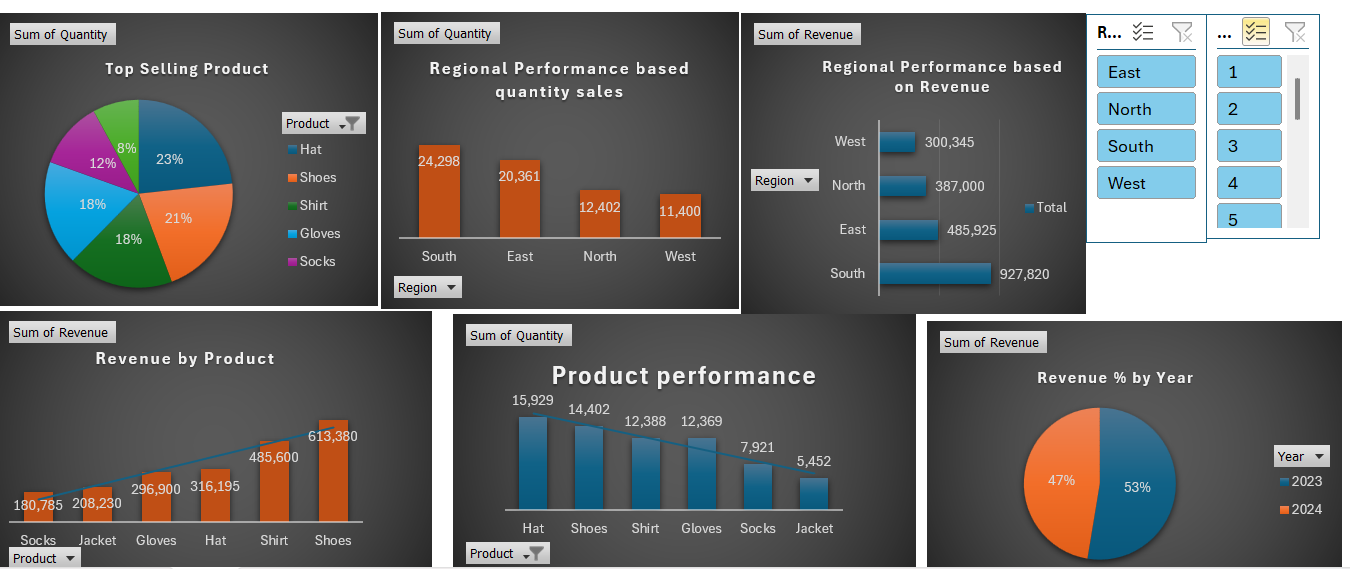 Sum of Quantity
Top Selling Product
23%
21%
18%
18%
12%
8%
Product
Hat
Shoes
Shirt
Gloves
Socks
Sum of Quantity
Regional Performance based
quantity sales
24,298
20,361
12,402
11,400
South East North West
Region
Sum of Revenue
Regional Performance based
on Revenue
Region
West 300,345
North 387,000
East 485,925
South 927,820
Total
R...
East
North
South
West
...
1
2
3
4
5
Sum of Revenue
Revenue by Product
180,785 208,230 296,900 316,195 485,600 613,380
Socks Jacket Gloves Hat Shirt Shoes
Product
Sum of Quantity
Product performance
15,929 14,402 12,388 12,369 7,921 5,452
Hat Shoes Shirt Gloves Socks Jacket
Product
Sum of Revenue
Revenue % by Year
47%
53%
Year
2023
2024